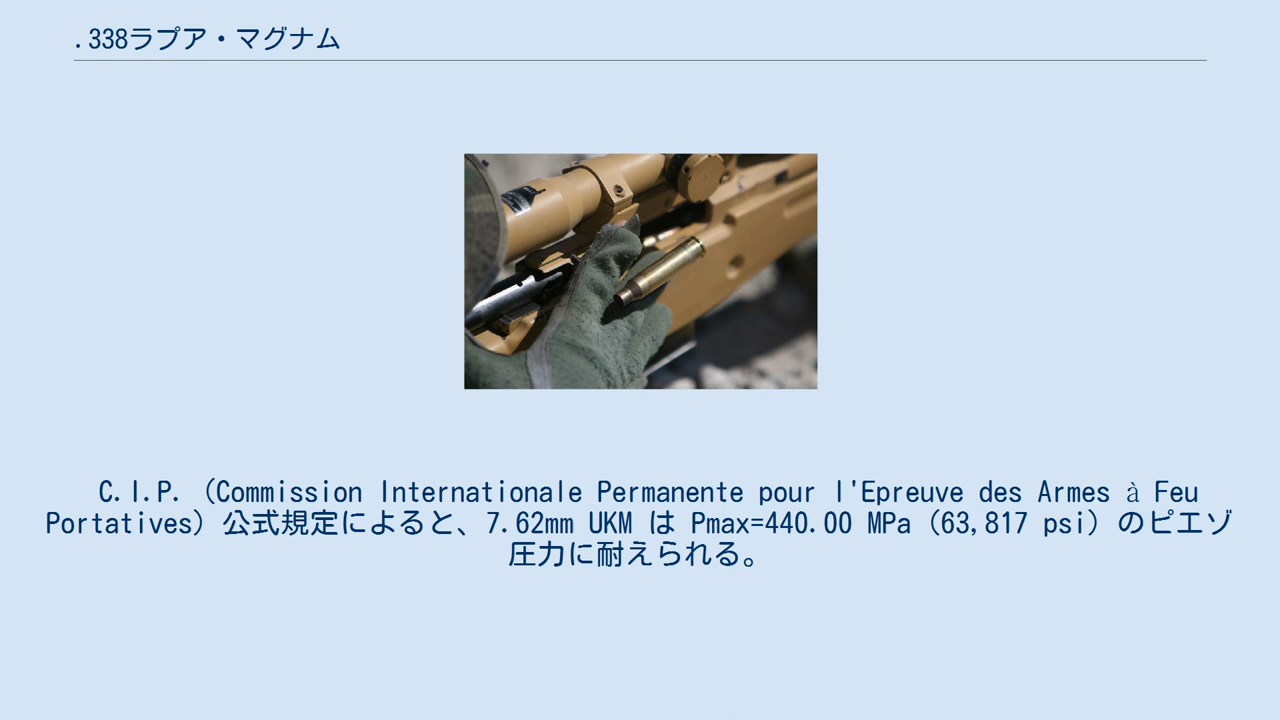 .338ラプア・マグナム
C.I.P. (Commission Internationale Permanente pour l'Epreuve des Armes à Feu
Portatives) 公式規定によると、7.62mm UKM は Pmax=440.00 MPa (63,817 psi) のピエゾ
圧力に耐えられる。